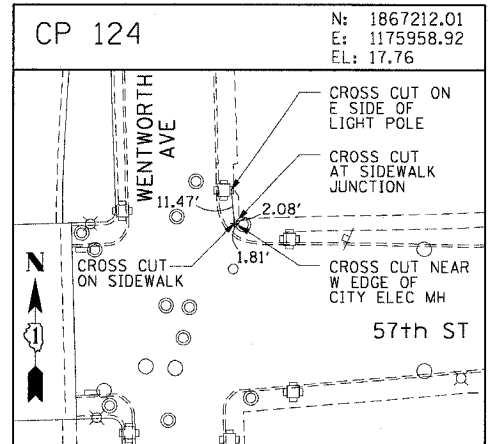 CP 124
N: 1867212.01
E: 1175958.92
EL: 17.76
WENTWORTH
AVE
CROSS CUT ON
E SIDE OF
LIGHT POLE
CROSS CUT
AT SIDEWALK
JUNCTION
11.47'
2.08'
1.81'
N
CROSS CUT
ON SIDEWALK
CROSS CUT NEAR
W EDGE OF
CITY ELEC MH
57th ST
1